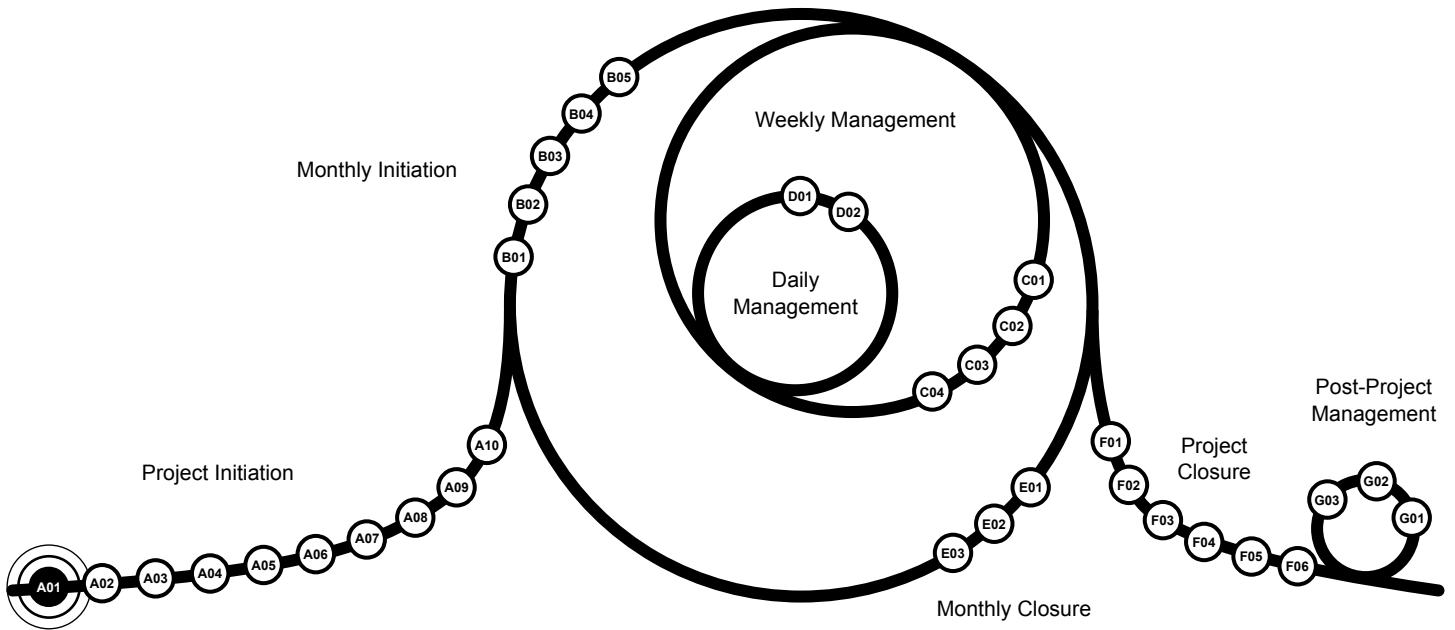 Project Initiation
A01
A02
A03
A04
A05
A06
A07
A08
A09
A10
Monthly Initiation
B01
B02
B03
B04
B05
Weekly Management
C01
C02
C03
C04
Daily
Management
D01
D02
Monthly Closure
E01
E02
E03
Project
Closure
F01
F02
F03
F04
F05
F06
Post-Project
Management
G01
G02
G03